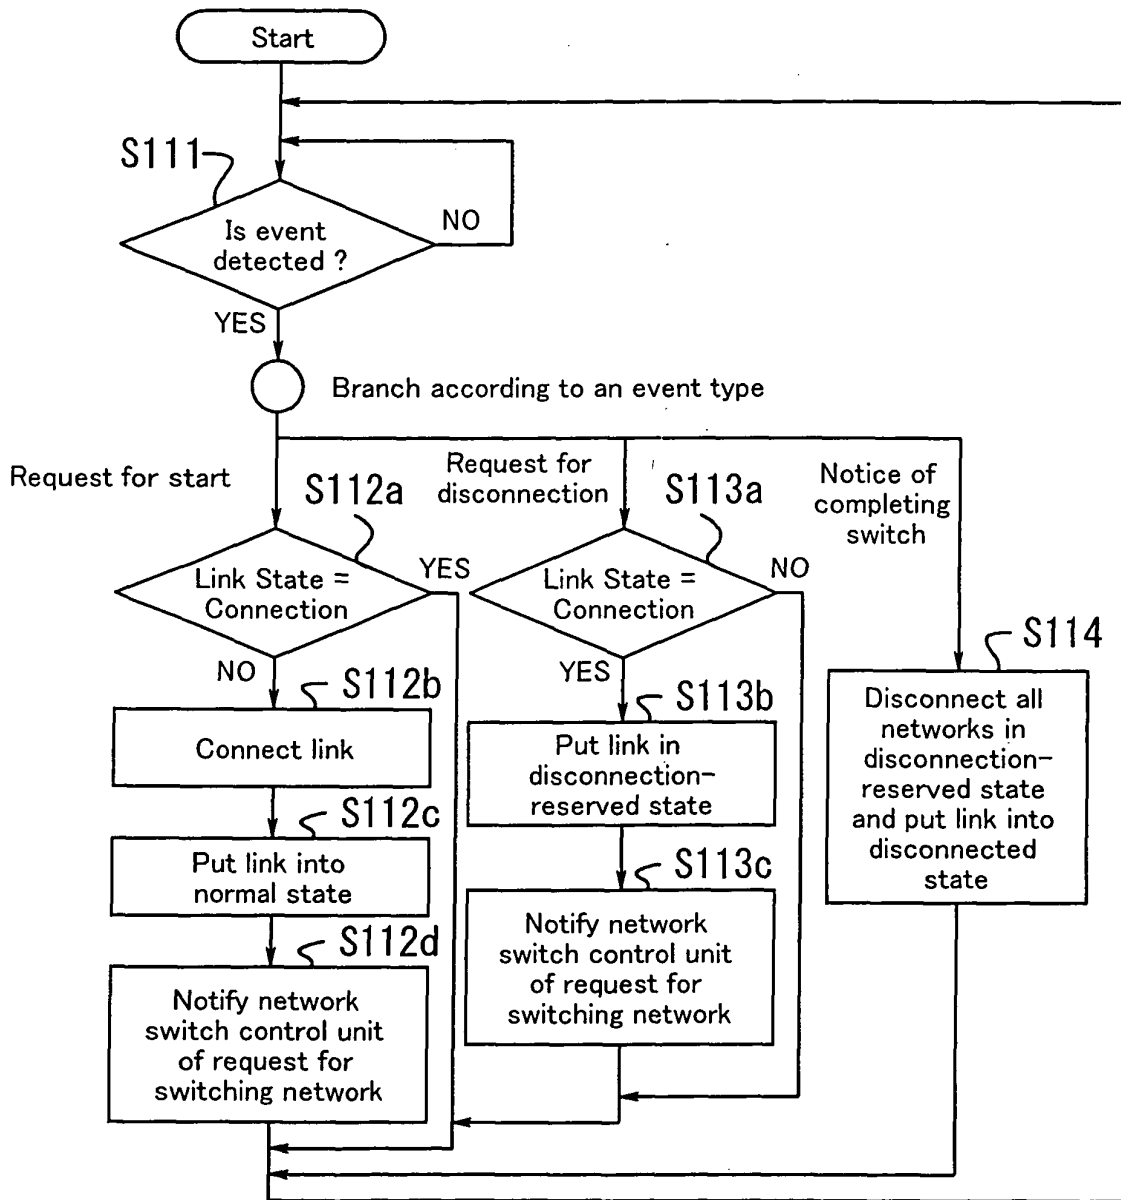 Start
S111
Is event
detected ?
NO
YES
Branch according to an event type
Request for start
Request for
disconnection
Notice of
completing
switch
S112a
Link State =
Connection
YES
NO
S113a
Link State =
Connection
NO
YES
S112b
Connect link
S112c
Put link into
normal state
S112d
Notify network
switch control unit
of request for
switching network
S113b
Put link in
disconnection-
reserved state
S113c
Notify network
switch control unit
of request for
switching network
S114
Disconnect all
networks in
disconnection-
reserved state
and put link into
disconnected
state